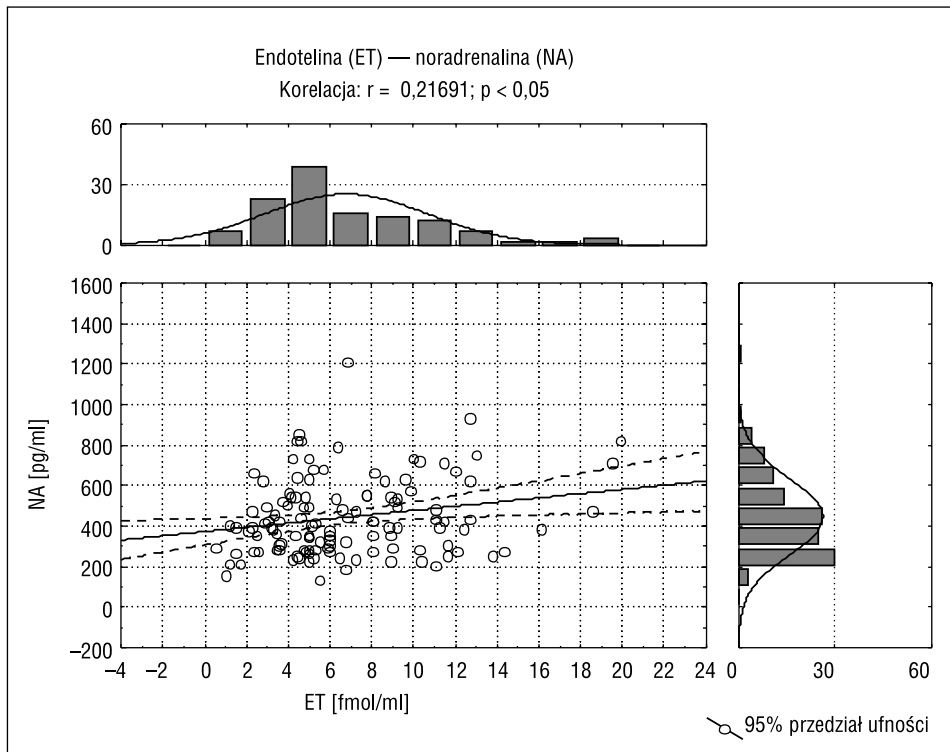 Endotelina (ET) — noradrenalina (NA)
Korelacja: r = 0,21691; p < 0,05
60
30
0
1600
1400
1200
1000
800
600
400
200
0
−200
NA [pg/ml]
−4 −2 0 2 4 6 8 10 12 14 16 18 20 22 24
ET [fmol/ml]
0 30 60
95% przedział ufności